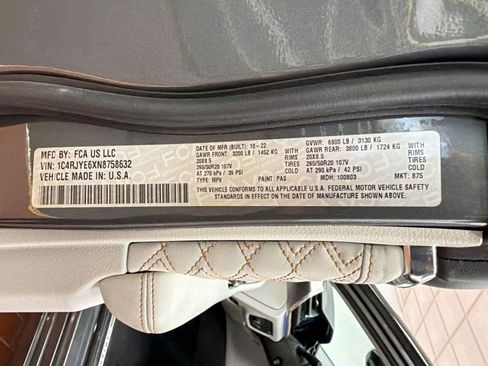 MFD BY: FCA US LLC
VIN: 1C4RJYE6XN8758632
VEHICLE MADE IN: U.S.A.
DATE OF MFR (BUILT): 10-22
GAWR FRONT: 3200 LB / 1452 KG WITH
20X8.5 RIMS
265/50R20 107V TIRES
AT 270 kPa / 39 PSI COLD
TYPE: MPV PAINT: PAS
GVWR: 6900 LB / 3130 KG
GAWR REAR: 3800 LB / 1724 KG WITH
20X8.5 RIMS
265/50R20 107V TIRES
AT 290 kPa / 42 PSI COLD
MDH: 100803 MKT: 875
THIS VEHICLE CONFORMS TO ALL APPLICABLE U.S.A. FEDERAL MOTOR VEHICLE SAFETY
STANDARDS IN EFFECT ON THE DATE OF MANUFACTURE SHOWN ABOVE.